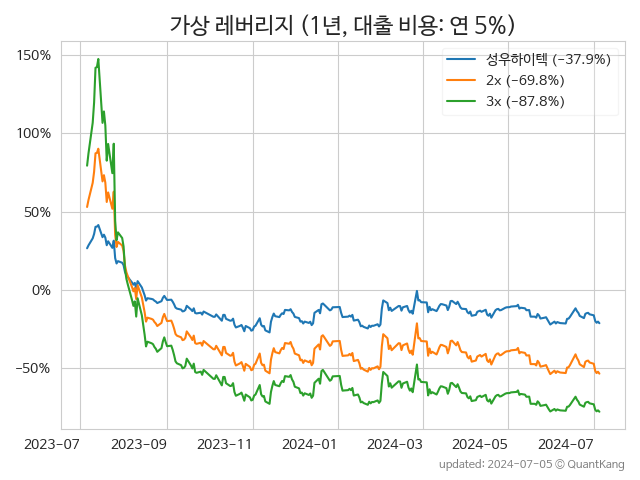 가상 레버리지 (1년, 대출 비용: 연 5%)
성우하이텍 (-37.9%)
2x (-69.8%)
3x (-87.8%)
150%
100%
50%
0%
-50%
2023-07 2023-09 2023-11 2024-01 2024-03 2024-05 2024-07
updated: 2024-07-05 © QuantKang